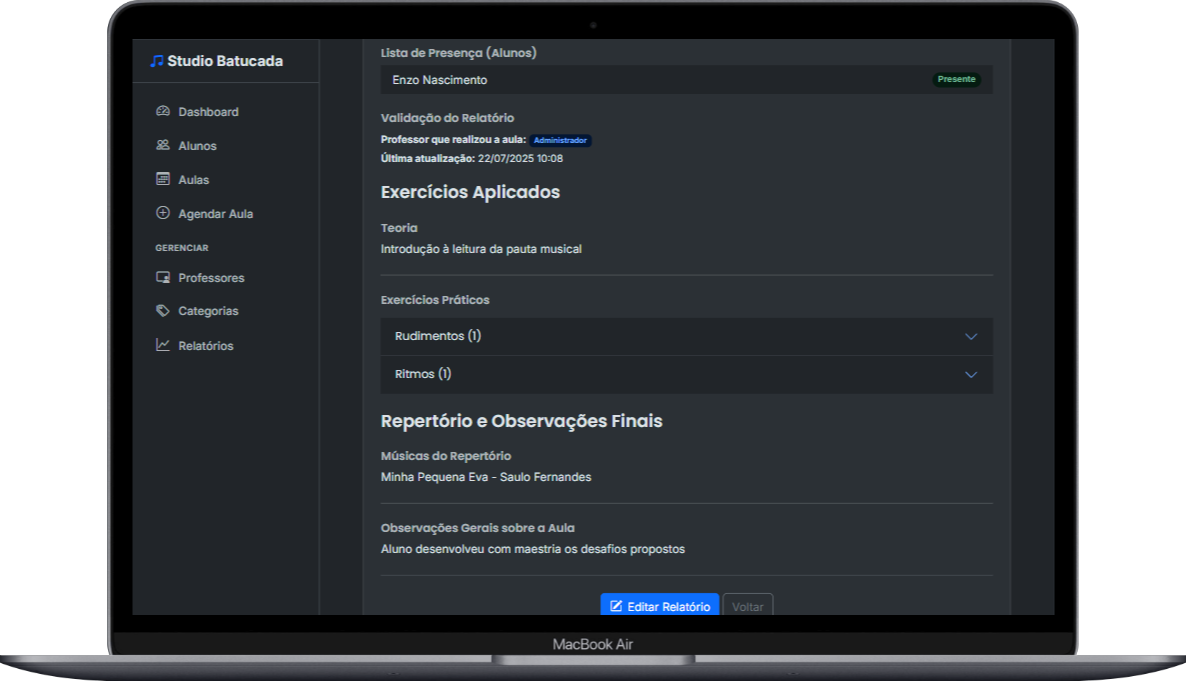 Studio Batucada
Dashboard
Alunos
Aulas
Agendar Aula
GERENCIAR
Professores
Categorias
Relatórios
Lista de Presença (Alunos)
Enzo Nascimento
Presente
Validação do Relatório
Professor que realizou a aula: Administrador
Última atualização: 22/07/2025 10:08
Exercícios Aplicados
Teoria
Introdução à leitura da pauta musical
Exercícios Práticos
Rudimentos (1)
Ritmos (1)
Repertório e Observações Finais
Músicas do Repertório
Minha Pequena Eva - Saulo Fernandes
Observações Gerais sobre a Aula
Aluno desenvolveu com maestria os desafios propostos
Editar Relatório
Voltar
MacBook Air